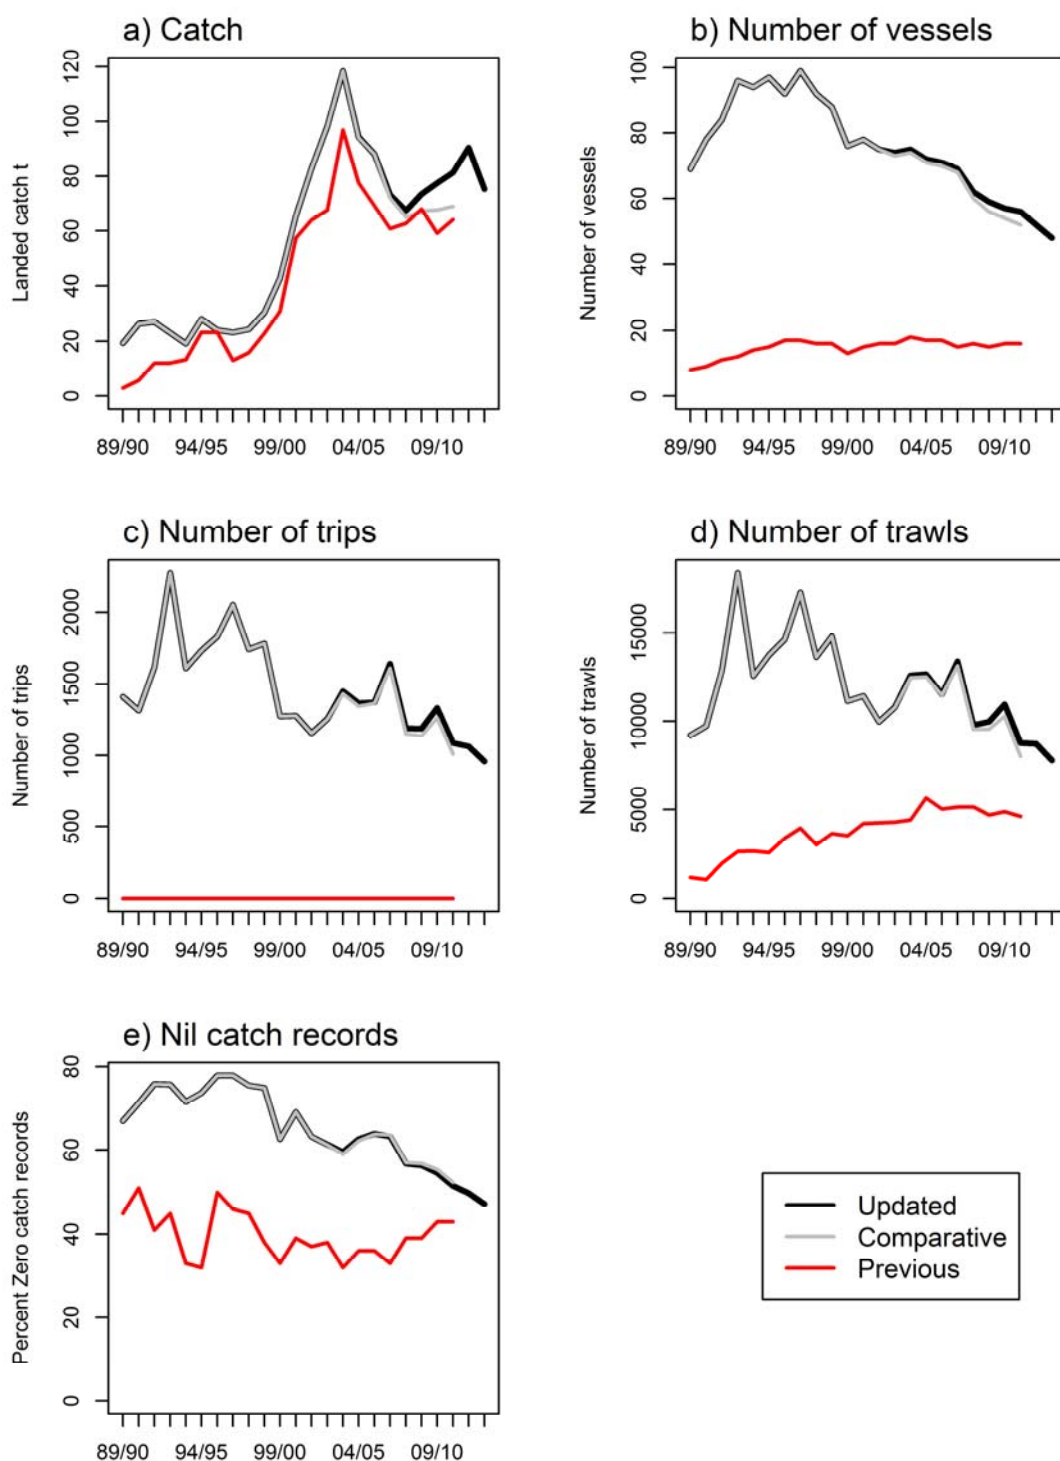 a) Catch
Landed catch t
120
100
80
60
40
20
0
89/90 94/95 99/00 04/05 09/10
b) Number of vessels
Number of vessels
100
80
60
40
20
0
89/90 94/95 99/00 04/05 09/10
c) Number of trips
Number of trips
2000
1500
1000
500
0
89/90 94/95 99/00 04/05 09/10
d) Number of trawls
Number of trawls
15000
10000
5000
0
89/90 94/95 99/00 04/05 09/10
e) Nil catch records
Percent Zero catch records
80
60
40
20
0
89/90 94/95 99/00 04/05 09/10
Updated
Comparative
Previous